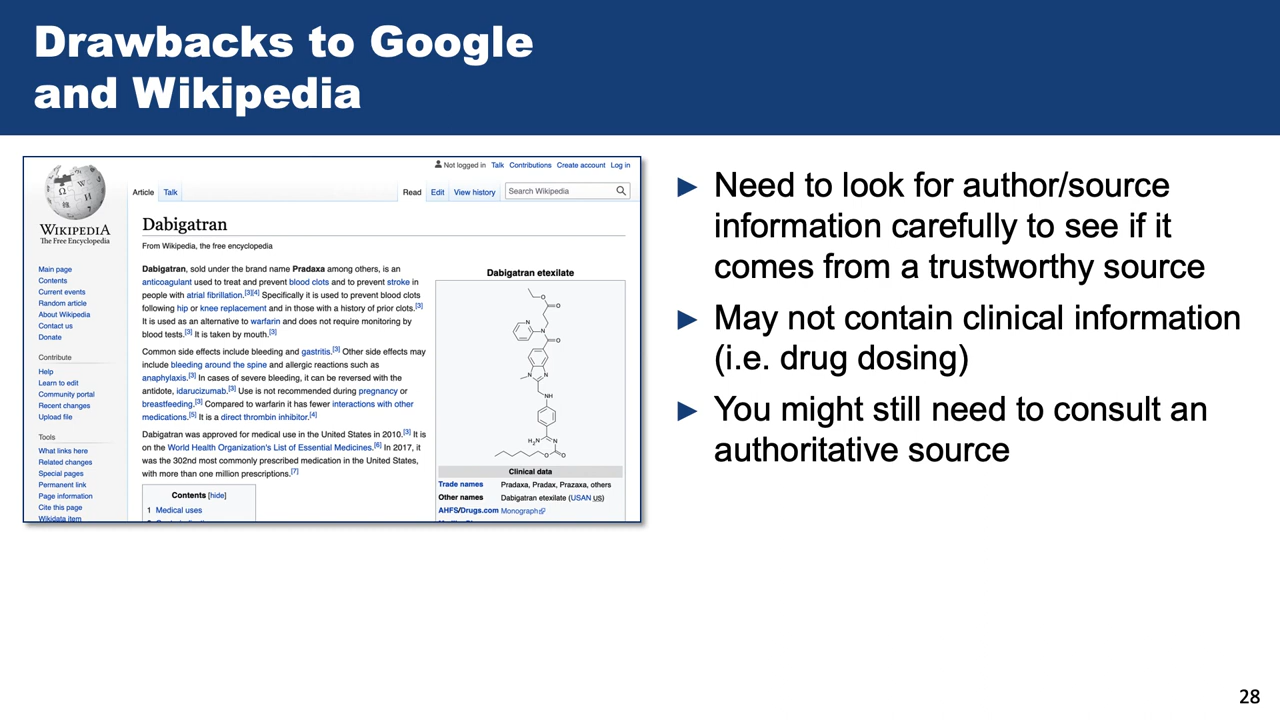 Drawbacks to Google
and Wikipedia
Not logged in Talk Contributions Create account Log in
Article Talk Read Edit View history Search Wikipedia
WIKIPEDIA
The Free Encyclopedia
Main page
Contents
Current events
Random article
About Wikipedia
Contact us
Donate
Contribute
Help
Learn to edit
Community portal
Recent changes
Upload file
Tools
What links here
Related changes
Special pages
Permanent link
Page information
Cite this page
Wikidata item
Dabigatran
From Wikipedia, the free encyclopedia
Dabigatran, sold under the brand name Pradaxa among others, is an
anticoagulant used to treat and prevent blood clots and to prevent stroke in
people with atrial fibrillation.[3][4] Specifically it is used to prevent blood clots
following hip or knee replacement and in those with a history of prior clots.[3]
It is used as an alternative to warfarin and does not require monitoring by
blood tests.[3] It is taken by mouth.[3]
Common side effects include bleeding and gastritis.[3] Other side effects may
include bleeding around the spine and allergic reactions such as
anaphylaxis.[3] In cases of severe bleeding, it can be reversed with the
antidote, idarucizumab.[3] Use is not recommended during pregnancy or
breastfeeding.[3] Compared to warfarin it has fewer interactions with other
medications.[5] It is a direct thrombin inhibitor.[4]
Dabigatran was approved for medical use in the United States in 2010.[3] It is
on the World Health Organization's List of Essential Medicines.[6] In 2017, it
was the 302nd most commonly prescribed medication in the United States,
with more than one million prescriptions.[7]
Contents [hide]
1 Medical uses
Dabigatran etexilate
O
O
N
N
O
N
N
NH
H2N
N
O
O
Clinical data
Trade names Pradaxa, Pradax, Prazaxa, others
Other names Dabigatran etexilate (USAN US)
AHFS/Drugs.com Monograph
► Need to look for author/source
information carefully to see if it
comes from a trustworthy source
► May not contain clinical information
(i.e. drug dosing)
► You might still need to consult an
authoritative source
28